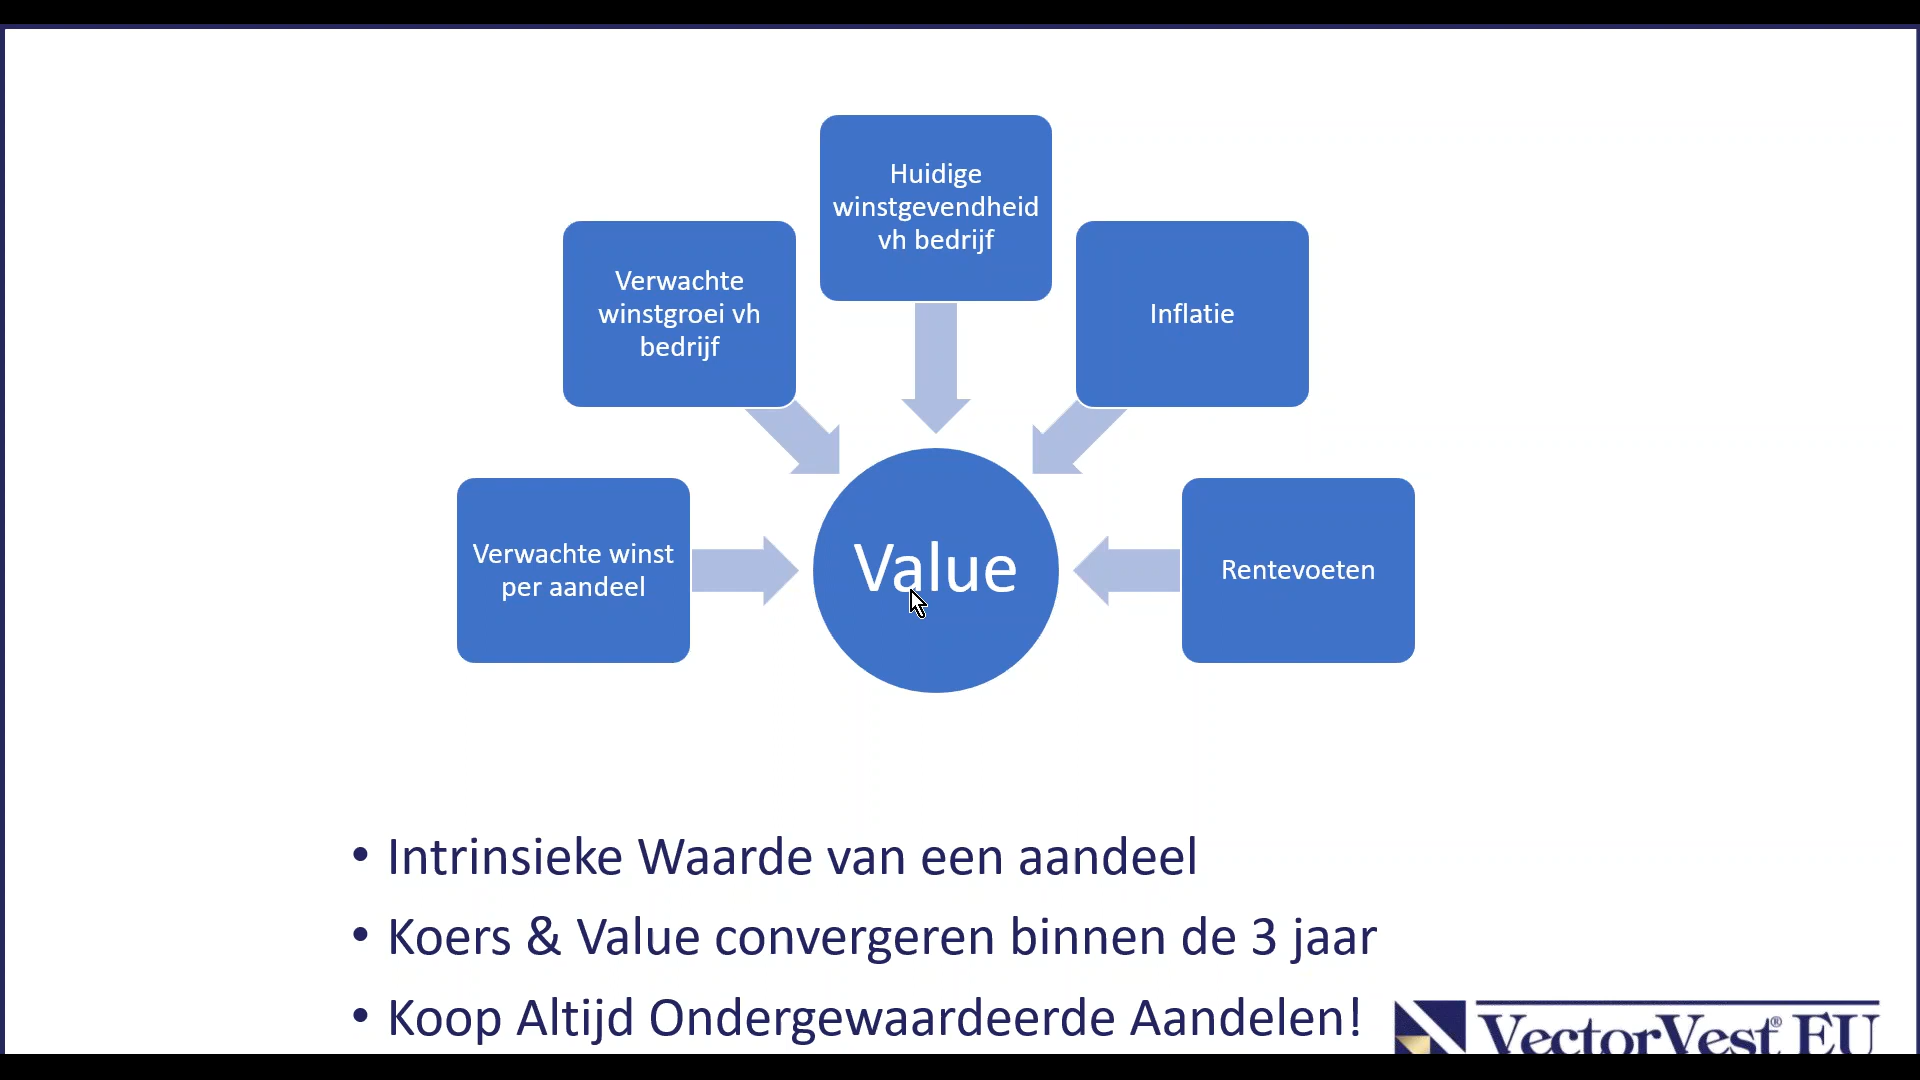 Huidige
winstgevendheid
vh bedrijf
Verwachte
winstgroei vh
bedrijf
Inflatie
Verwachte winst
per aandeel
Value
Rentevoeten
• Intrinsieke Waarde van een aandeel
• Koers & Value convergeren binnen de 3 jaar
• Koop Altijd Ondergewaardeerde Aandelen!
VectorVest® EU